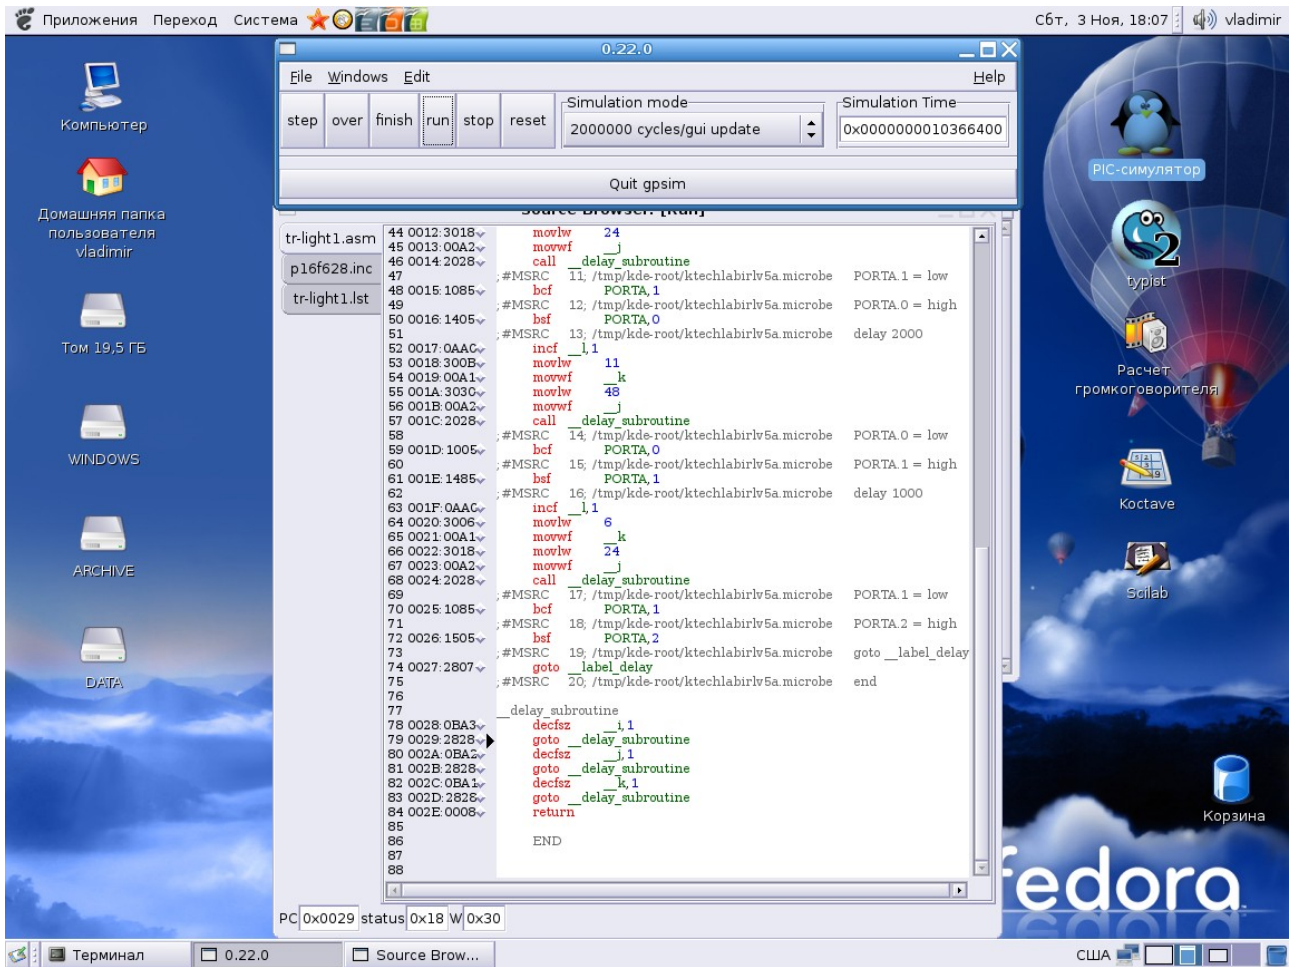 Приложения Переход Система
Сбт, 3 Ноя, 18:07 vladimir
0.22.0
File Windows Edit Help
step over finish run stop reset
Simulation mode
2000000 cycles/gui update
Simulation Time
0x0000000010366400
Quit gpsim
Компьютер
Домашняя папка
пользователя
vladimir
Том 19,5 ГБ
WINDOWS
ARCHIVE
DATA
Source Browser: [Run]
tr-light1.asm
p16f628.inc
tr-light1.lst
44 0012:3018 movlw 24
45 0013:00A2 movwf __j
46 0014:2028 call __delay_subroutine
47 ;#MSRC 11; /tmp/kde-root/ktechlabirlv5a.microbe PORTA.1 = low
48 0015:1085 bcf PORTA,1
49 ;#MSRC 12; /tmp/kde-root/ktechlabirlv5a.microbe PORTA.0 = high
50 0016:1405 bsf PORTA,0
51 ;#MSRC 13; /tmp/kde-root/ktechlabirlv5a.microbe delay 2000
52 0017:0AAC incf __l,1
53 0018:300B movlw 11
54 0019:00A1 movwf __k
55 001A:3030 movlw 48
56 001B:00A2 movwf __j
57 001C:2028 call __delay_subroutine
58 ;#MSRC 14; /tmp/kde-root/ktechlabirlv5a.microbe PORTA.0 = low
59 001D:1005 bcf PORTA,0
60 ;#MSRC 15; /tmp/kde-root/ktechlabirlv5a.microbe PORTA.1 = high
61 001E:1485 bsf PORTA,1
62 ;#MSRC 16; /tmp/kde-root/ktechlabirlv5a.microbe delay 1000
63 001F:0AAC incf __l,1
64 0020:3006 movlw 6
65 0021:00A1 movwf __k
66 0022:3018 movlw 24
67 0023:00A2 movwf __j
68 0024:2028 call __delay_subroutine
69 ;#MSRC 17; /tmp/kde-root/ktechlabirlv5a.microbe PORTA.1 = low
70 0025:1085 bcf PORTA,1
71 ;#MSRC 18; /tmp/kde-root/ktechlabirlv5a.microbe PORTA.2 = high
72 0026:1505 bsf PORTA,2
73 ;#MSRC 19; /tmp/kde-root/ktechlabirlv5a.microbe goto __label_delay
74 0027:2807 goto __label_delay
75 ;#MSRC 20; /tmp/kde-root/ktechlabirlv5a.microbe end
76
77 __delay_subroutine
78 0028:0BA3 decfsz __i,1
79 0029:2828 goto __delay_subroutine
80 002A:0BA2 decfsz __j,1
81 002B:2828 goto __delay_subroutine
82 002C:0BA1 decfsz __k,1
83 002D:2828 goto __delay_subroutine
84 002E:0008 return
85
86 END
87
88
PC 0x0029 status 0x18 W 0x30
PIC-симулятор
2
typist
Расчет
громкоговорителя
Koctave
Scilab
Корзина
fedora
Терминал 0.22.0 Source Brow...
США